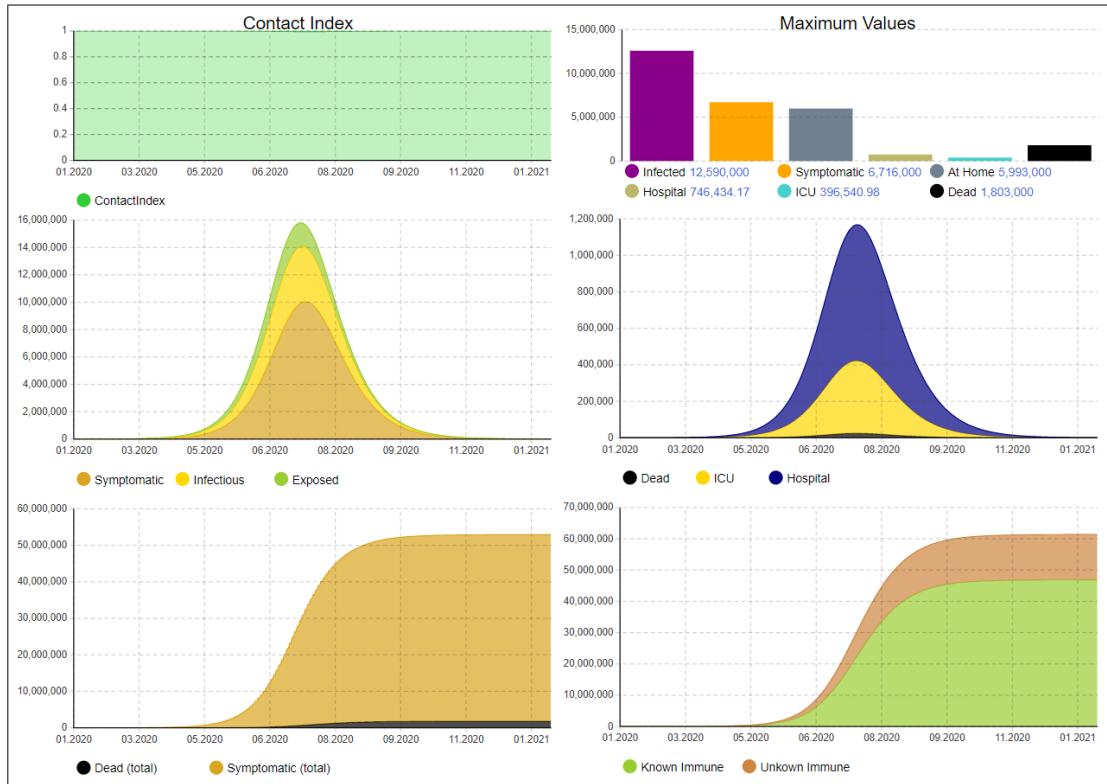 Contact Index
1
0.8
0.6
0.4
0.2
0
01.2020 03.2020 05.2020 06.2020 08.2020 09.2020 11.2020 01.2021
ContactIndex
Maximum Values
15,000,000
10,000,000
5,000,000
Infected 12,590,000 Symptomatic 6,716,000 At Home 5,993,000
Hospital 746,434.17 ICU 396,540.98 Dead 1,803,000
16,000,000
14,000,000
12,000,000
10,000,000
8,000,000
6,000,000
4,000,000
2,000,000
0
01.2020 03.2020 05.2020 06.2020 08.2020 09.2020 11.2020 01.2021
Symptomatic Infectious Exposed
1,200,000
1,000,000
800,000
600,000
400,000
200,000
0
01.2020 03.2020 05.2020 06.2020 08.2020 09.2020 11.2020 01.2021
Dead ICU Hospital
60,000,000
50,000,000
40,000,000
30,000,000
20,000,000
10,000,000
0
01.2020 03.2020 05.2020 06.2020 08.2020 09.2020 11.2020 01.2021
Dead (total) Symptomatic (total)
70,000,000
60,000,000
50,000,000
40,000,000
30,000,000
20,000,000
10,000,000
0
01.2020 03.2020 05.2020 06.2020 08.2020 09.2020 11.2020 01.2021
Known Immune Unkown Immune